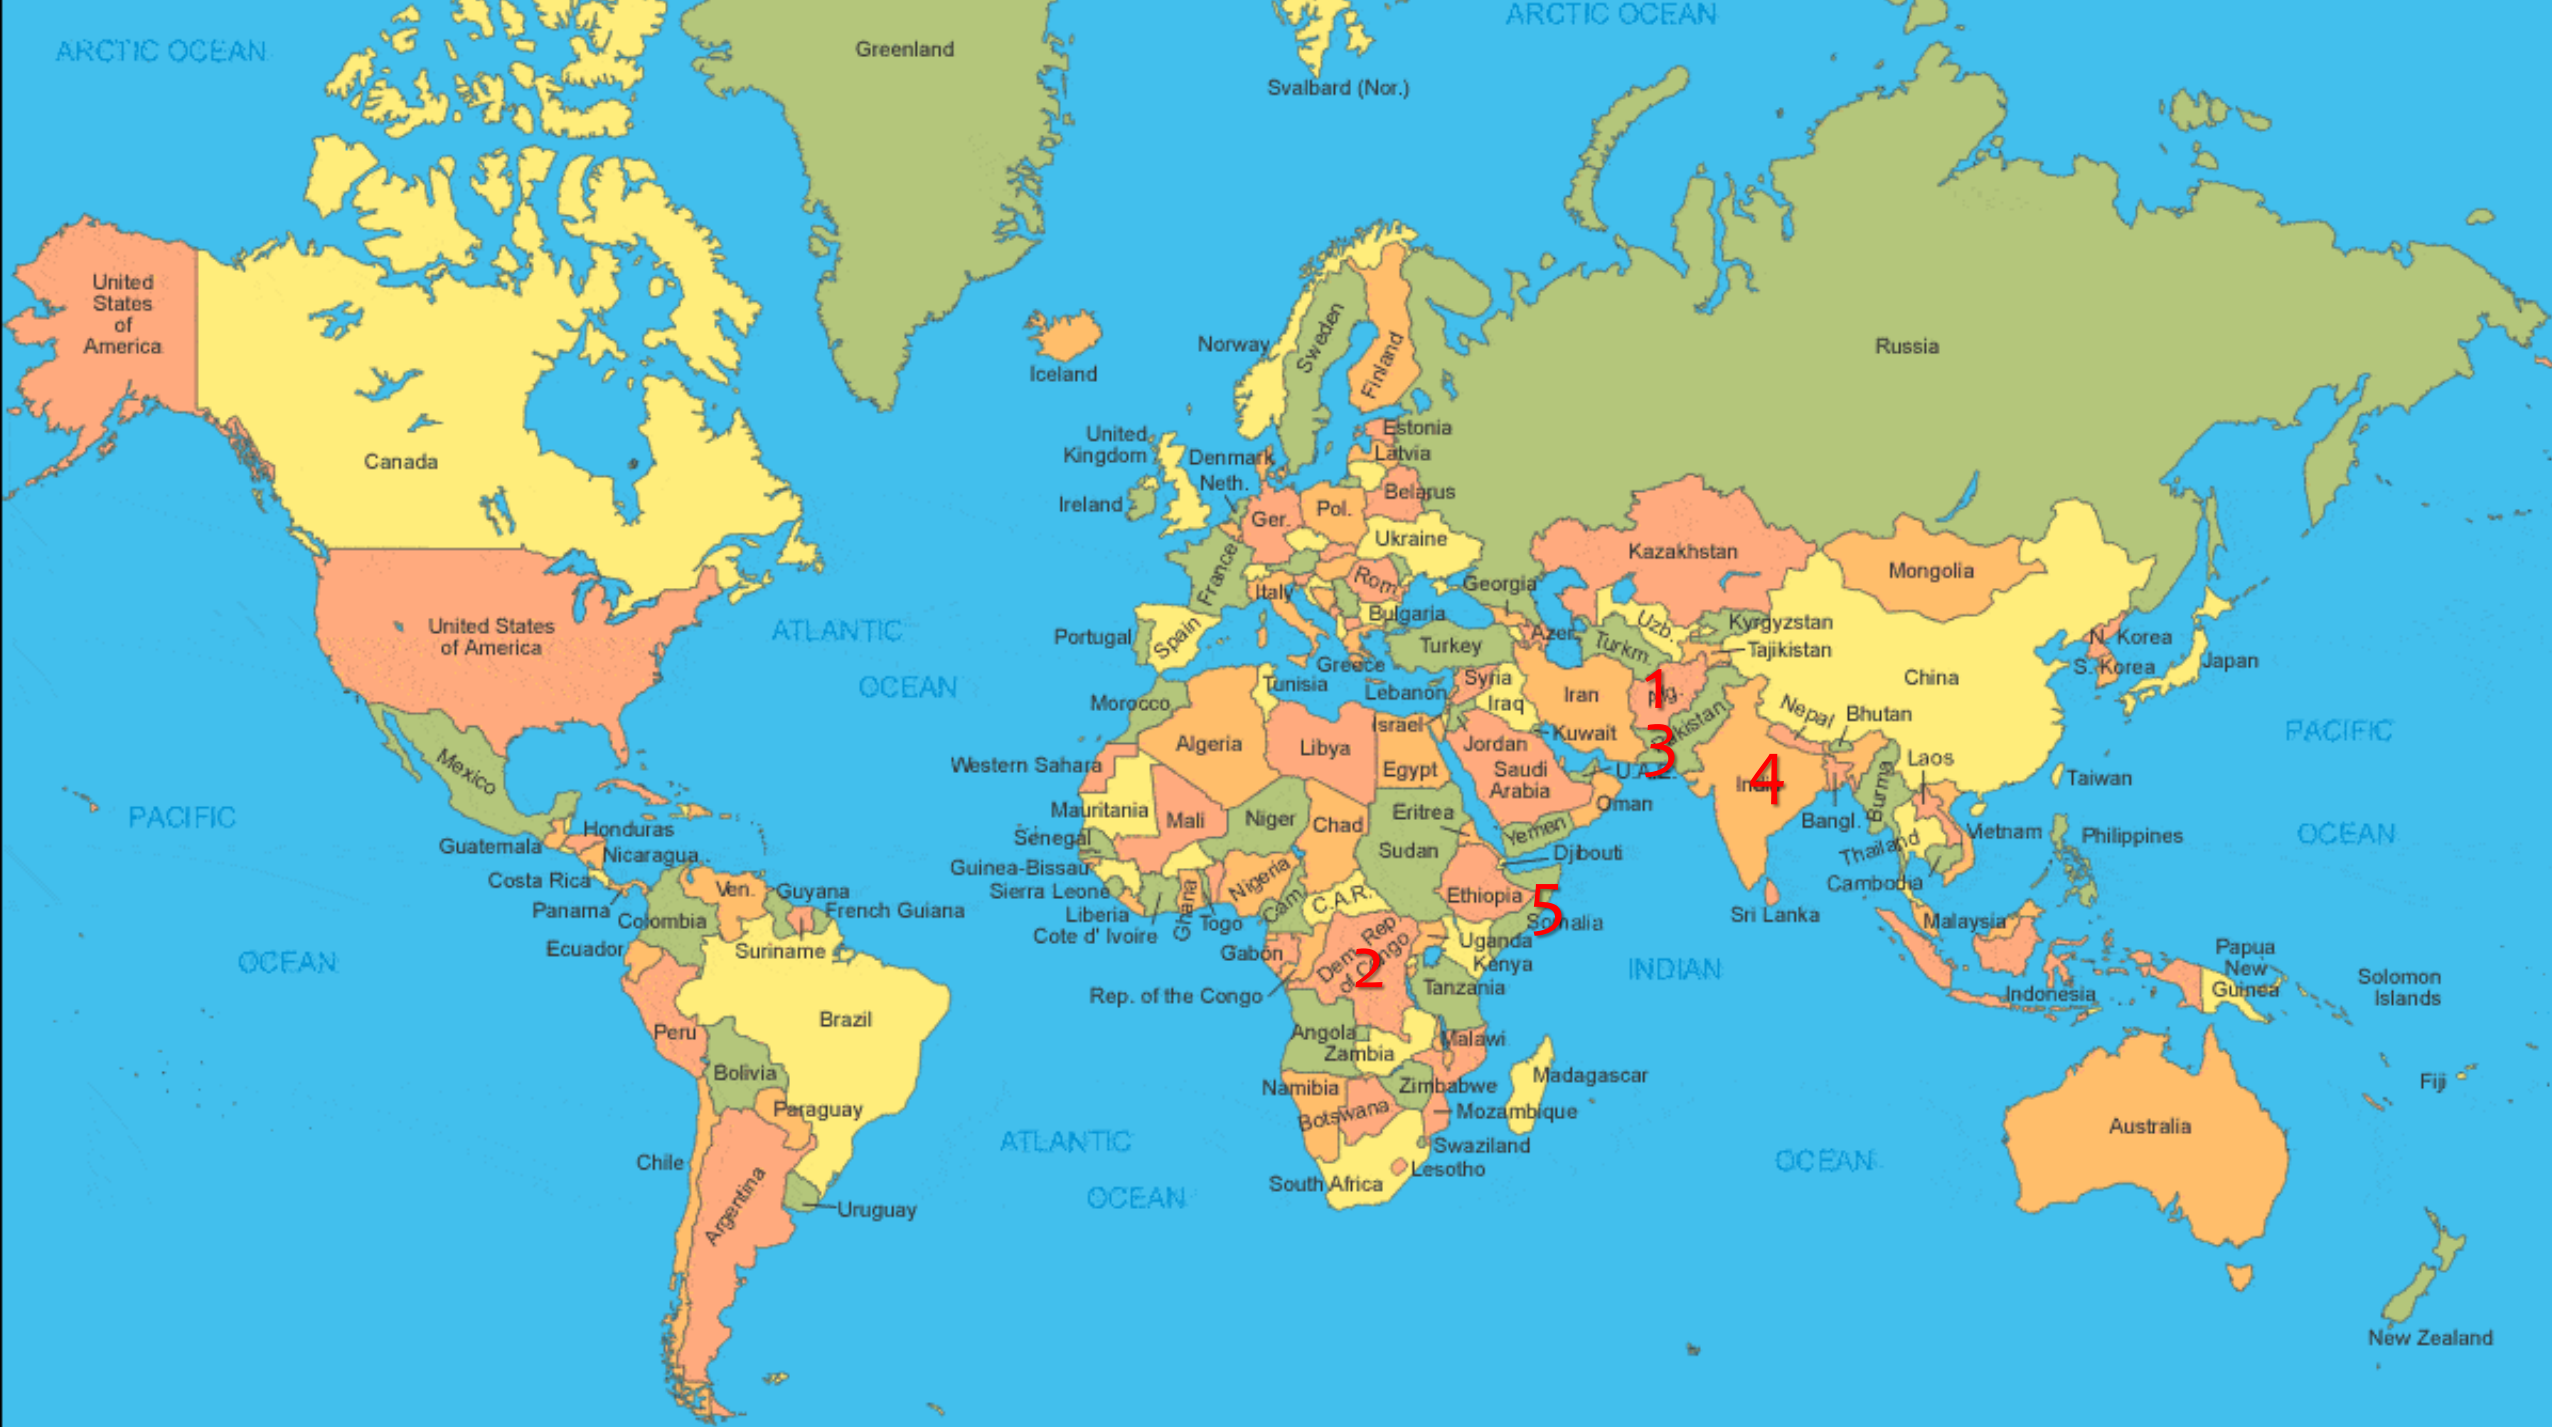 ARCTIC OCEAN
ARCTIC OCEAN
Greenland
Svalbard (Nor.)
United
States
of
America
Canada
United States
of America
Mexico
Guatemala
Honduras
Nicaragua
Costa Rica
Panama
Ven.
Guyana
French Guiana
Colombia
Suriname
Ecuador
Peru
Brazil
Bolivia
Paraguay
Chile
Argentina
Uruguay
PACIFIC
OCEAN
ATLANTIC
OCEAN
ATLANTIC
OCEAN
Iceland
Norway
Sweden
Finland
Russia
Estonia
Latvia
Belarus
United
Kingdom
Denmark
Neth.
Ireland
Ger.
Pol.
Ukraine
France
Italy
Rom.
Bulgaria
Georgia
Portugal
Spain
Greece
Turkey
Azer.
Kazakhstan
Uzb.
Turkm.
Kyrgyzstan
Tajikistan
Mongolia
China
N. Korea
S. Korea
Japan
Tunisia
Lebanon
Syria
Iraq
Iran
1
3
Israel
Jordan
Kuwait
Saudi
Arabia
U.A.E.
Oman
Yemen
Nepal
Bhutan
4
India
Bangl.
Burma
Laos
Thailand
Vietnam
Cambodia
Taiwan
Philippines
Sri Lanka
Malaysia
Indonesia
Papua
New
Guinea
Solomon
Islands
Fiji
Australia
New Zealand
PACIFIC
OCEAN
INDIAN
OCEAN
Morocco
Algeria
Libya
Egypt
Western Sahara
Mauritania
Mali
Niger
Chad
Eritrea
Sudan
Djibouti
Senegal
Guinea-Bissau
Sierra Leone
Liberia
Cote d' Ivoire
Ghana
Togo
Nigeria
Cam.
C.A.R.
Ethiopia
5
Somalia
Gabon
Dem. Rep
of Congo
2
Uganda
Kenya
Rep. of the Congo
Tanzania
Angola
Zambia
Malawi
Namibia
Zimbabwe
Madagascar
Botswana
Mozambique
Swaziland
Lesotho
South Africa